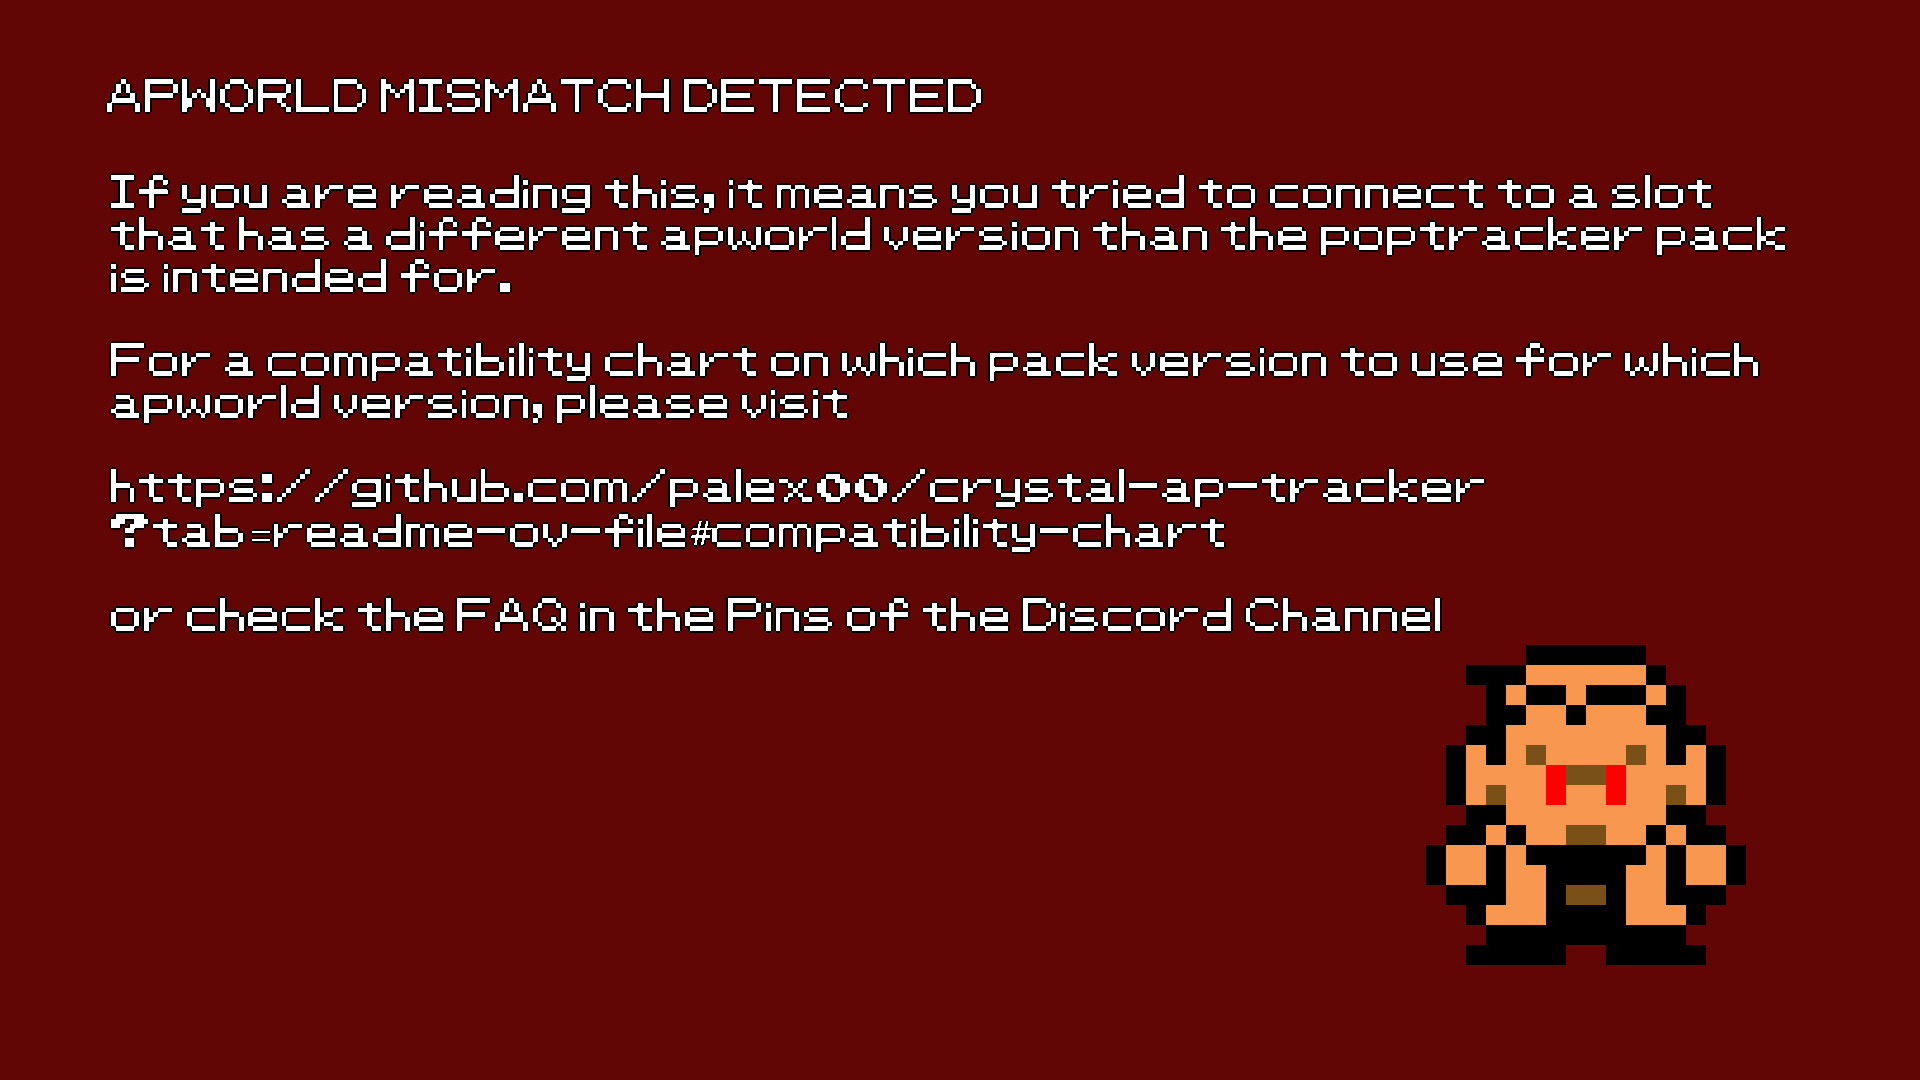 APWORLD MISMATCH DETECTED
If you are reading this, it means you tried to connect to a slot
that has a different apworld version than the poptracker pack
is intended for.
For a compatibility chart on which pack version to use for which
apworld version, please visit
https://github.com/palex00/crystal-ap-tracker
?tab=readme-ov-file#compatibility-chart
or check the FAQ in the Pins of the Discord Channel